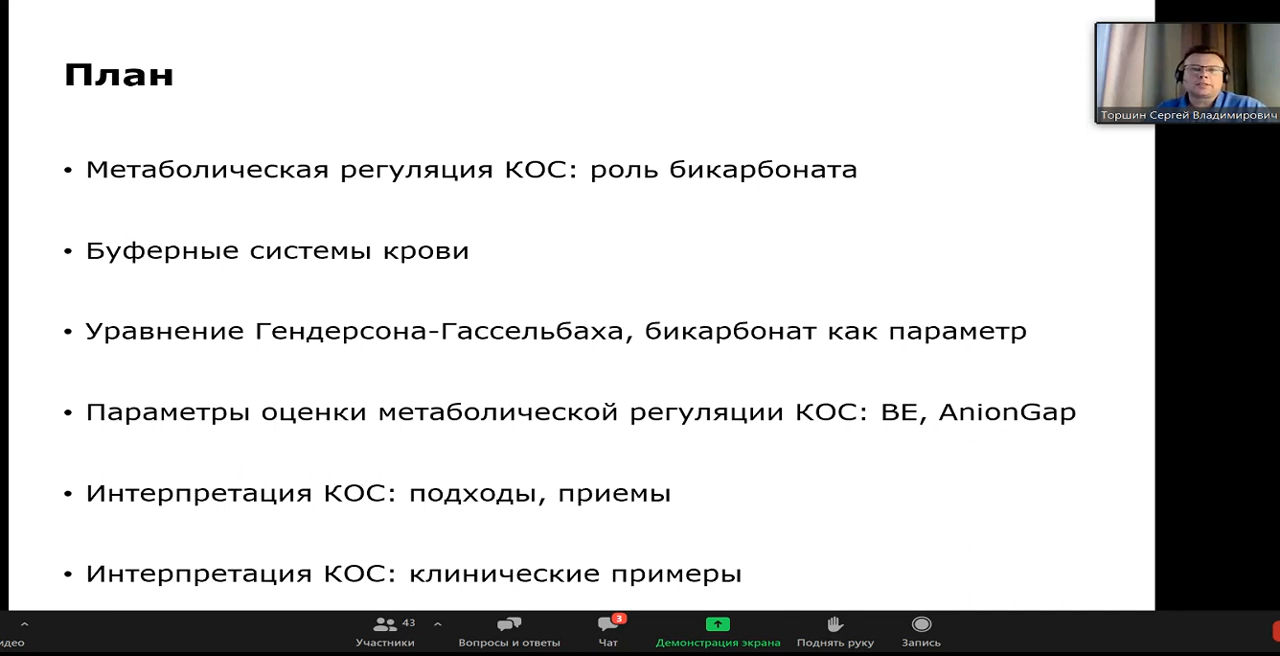 План
Торшин Сергей Владимирович
• Метаболическая регуляция КОС: роль бикарбоната
• Буферные системы крови
• Уравнение Гендерсона-Гассельбаха, бикарбонат как параметр
• Параметры оценки метаболической регуляции КОС: BE, AnionGap
• Интерпретация КОС: подходы, приемы
• Интерпретация КОС: клинические примеры
идео
43
3
Участники
Вопросы и ответы
Чат
Демонстрация экрана
Поднять руку
Запись